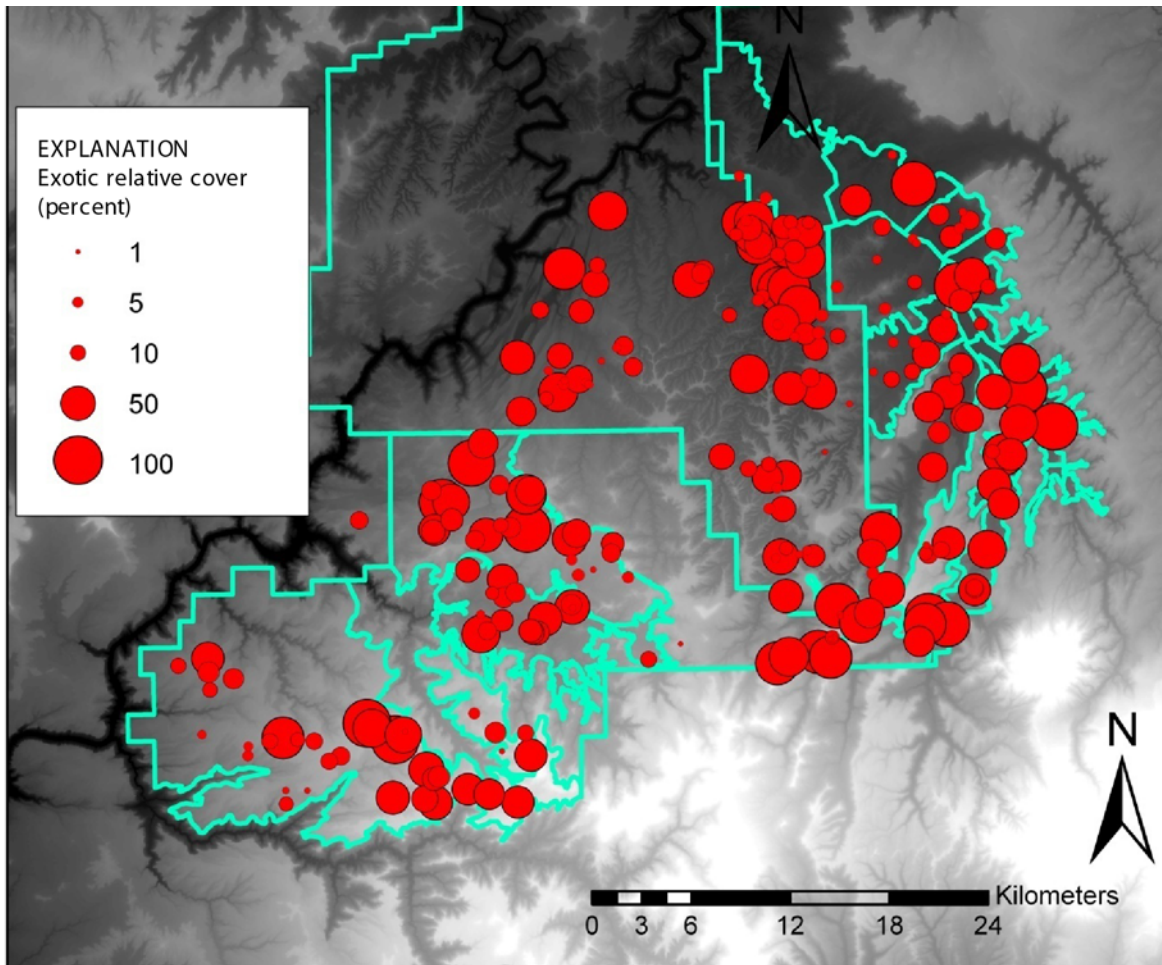 N
EXPLANATION
Exotic relative cover
(percent)
1
5
10
50
100
N
Kilometers
0 3 6 12 18 24